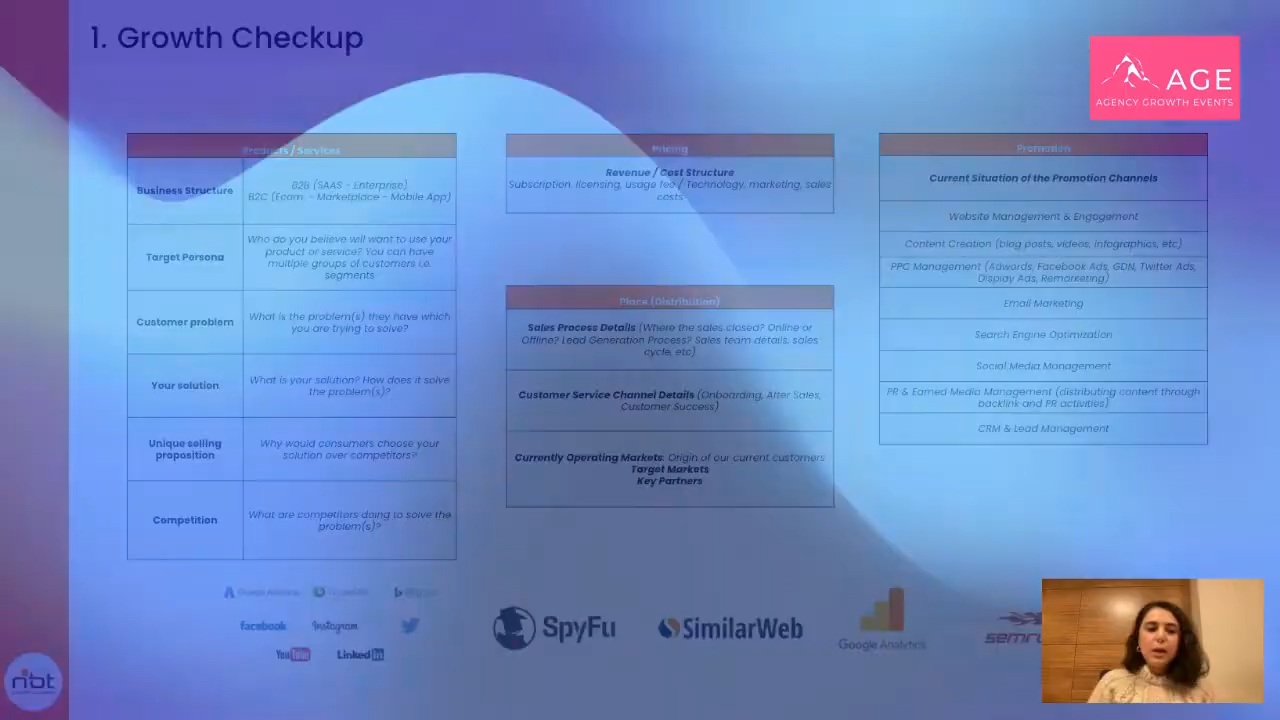 1. Growth Checkup
AGE
AGENCY GROWTH EVENTS
Products / Services
Business Structure
B2B (SAAS - Enterprise)
B2C (Ecom. - Marketplace - Mobile App)
Target Persona
Who do you believe will want to use your
product or service? You can have
multiple groups of customers i.e.
segments
Customer problem
What is the problem(s) they have which
you are trying to solve?
Your solution
What is your solution? How does it solve
the problem(s)?
Unique selling
proposition
Why would consumers choose your
solution over competitors?
Competition
What are competitors doing to solve the
problem(s)?
Pricing
Revenue / Cost Structure
Subscription, licensing, usage fee / Technology, marketing, sales
costs
Place (Distribution)
Sales Process Details (Where the sales closed? Online or
Offline? Lead Generation Process? Sales team details, sales
cycle, etc)
Customer Service Channel Details (Onboarding, After Sales,
Customer Success)
Currently Operating Markets: Origin of our current customers
Target Markets
Key Partners
Promotion
Current Situation of the Promotion Channels
Website Management & Engagement
Content Creation (blog posts, videos, infographics, etc)
PPC Management (Adwords, Facebook Ads, GDN, Twitter Ads,
Display Ads, Remarketing)
Email Marketing
Search Engine Optimization
Social Media Management
PR & Earned Media Management (distributing content through
backlink and PR activities)
CRM & Lead Management
Facebook
Instagram
YouTube
LinkedIn
SpyFu
SimilarWeb
Google Analytics
semru
nbt